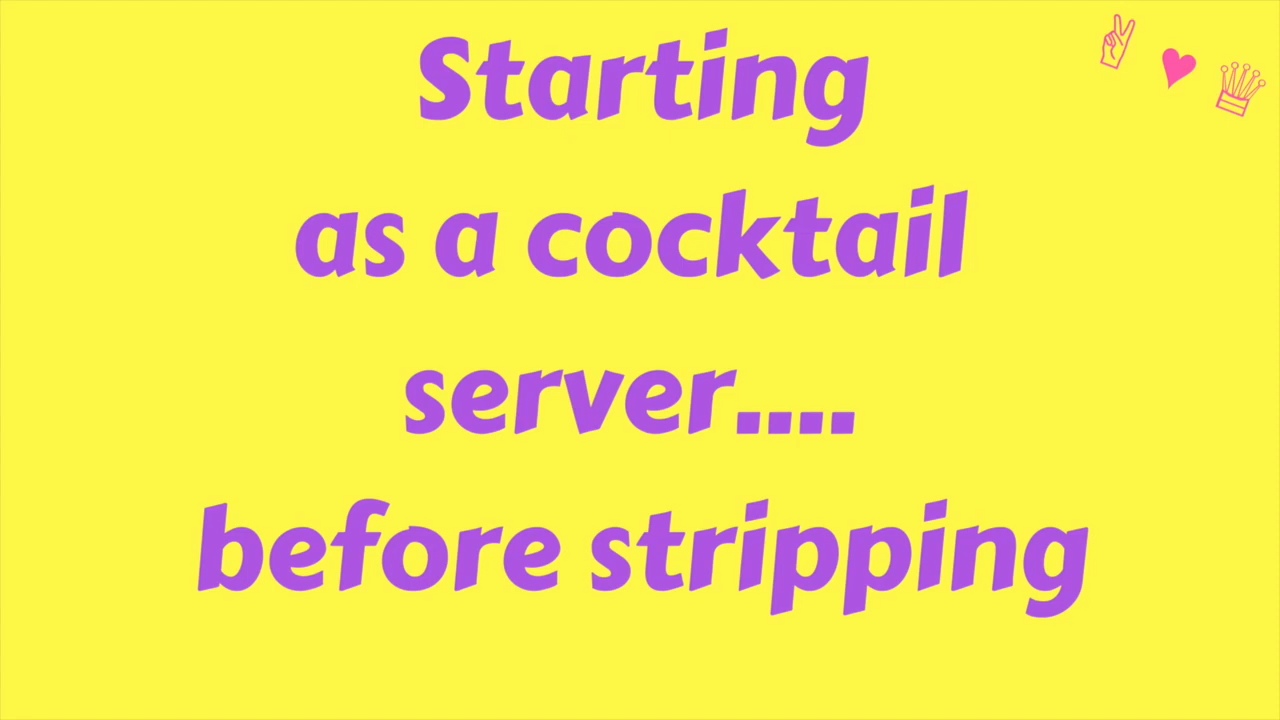 Starting
as a cocktail
server....
before stripping